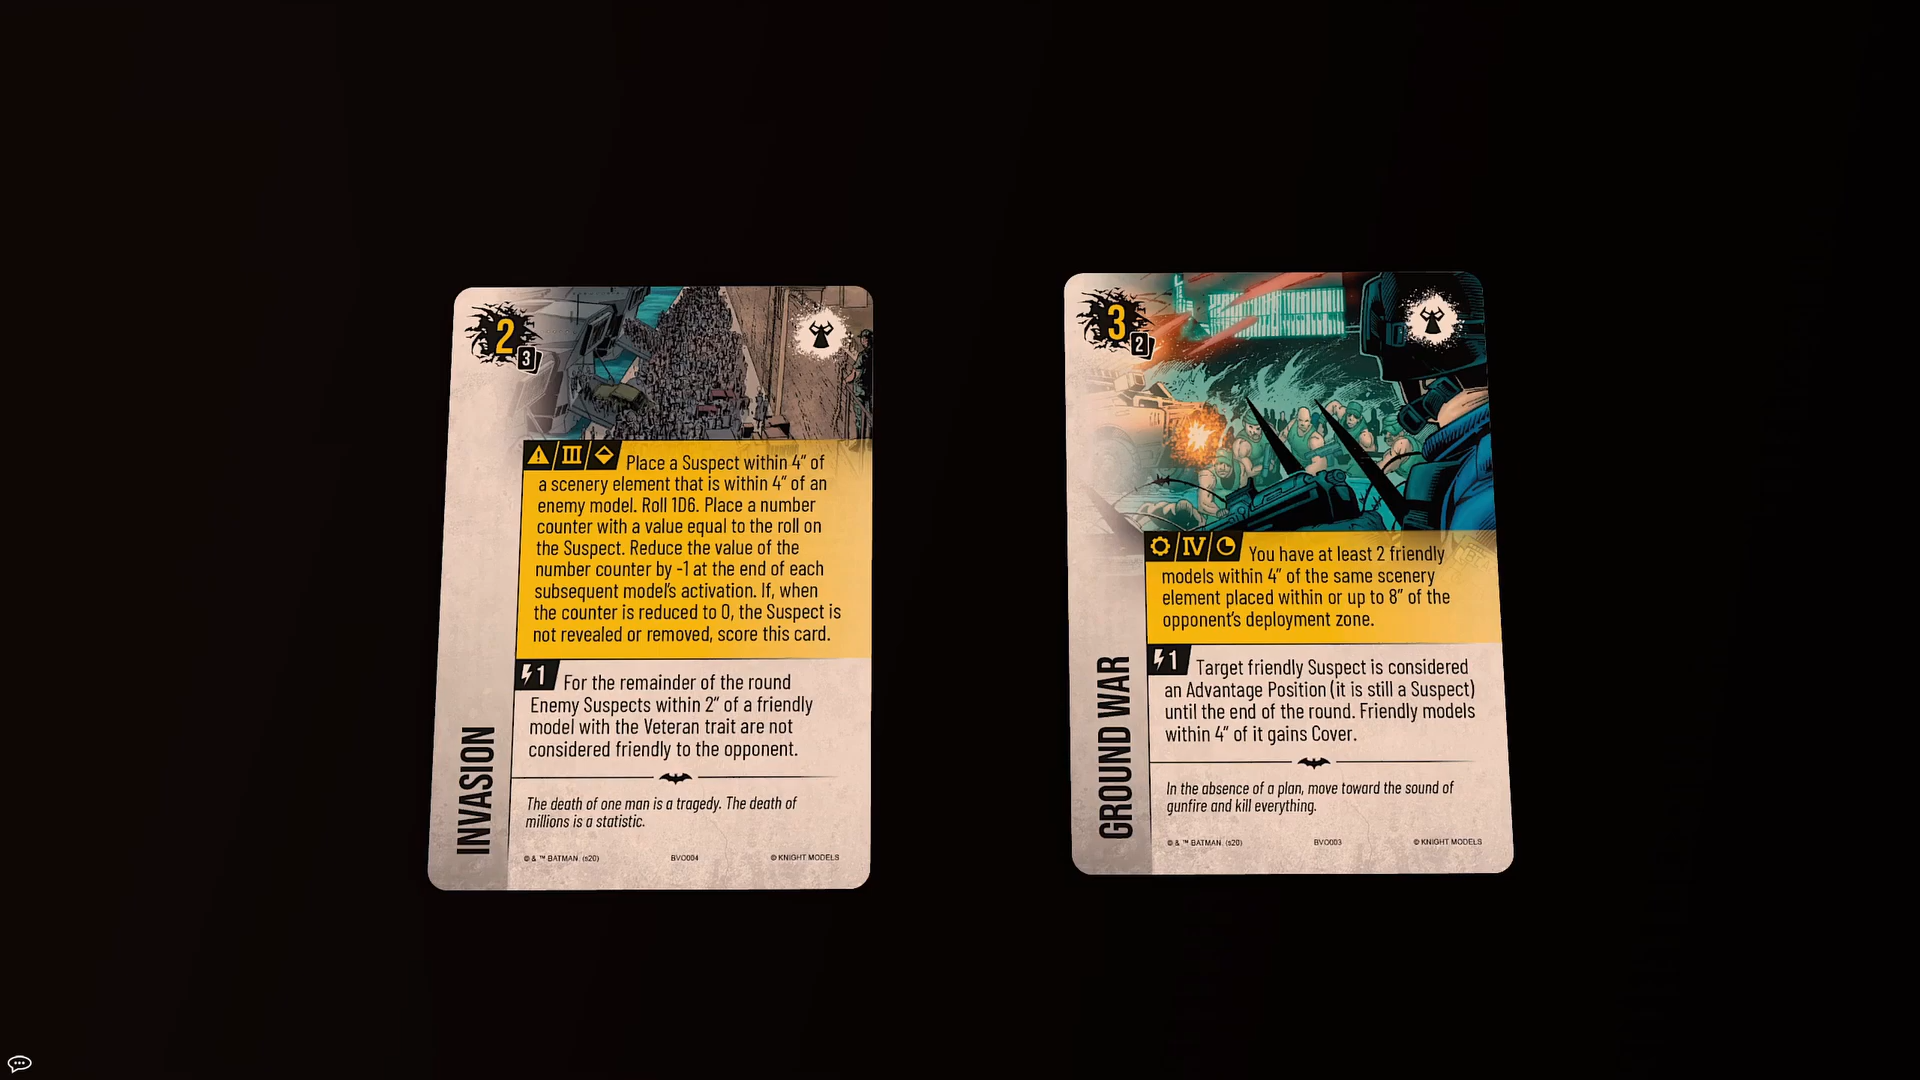 2
3
III
Place a Suspect within 4" of
a scenery element that is within 4" of an
enemy model. Roll 1D6. Place a number
counter with a value equal to the roll on
the Suspect. Reduce the value of the
number counter by -1 at the end of each
subsequent model's activation. If, when
the counter is reduced to 0, the Suspect is
not revealed or removed, score this card.
1 For the remainder of the round
Enemy Suspects within 2" of a friendly
model with the Veteran trait are not
considered friendly to the opponent.
INVASION
The death of one man is a tragedy. The death of
millions is a statistic.
© & ™ BATMAN. (s20) BVC004 © KNIGHT MODELS
3
2
IV
You have at least 2 friendly
models within 4" of the same scenery
element placed within or up to 8" of the
opponent's deployment zone.
1 Target friendly Suspect is considered
an Advantage Position (it is still a Suspect)
until the end of the round. Friendly models
within 4" of it gains Cover.
GROUND WAR
In the absence of a plan, move toward the sound of
gunfire and kill everything.
© & ™ BATMAN. (s20) BVC003 © KNIGHT MODELS